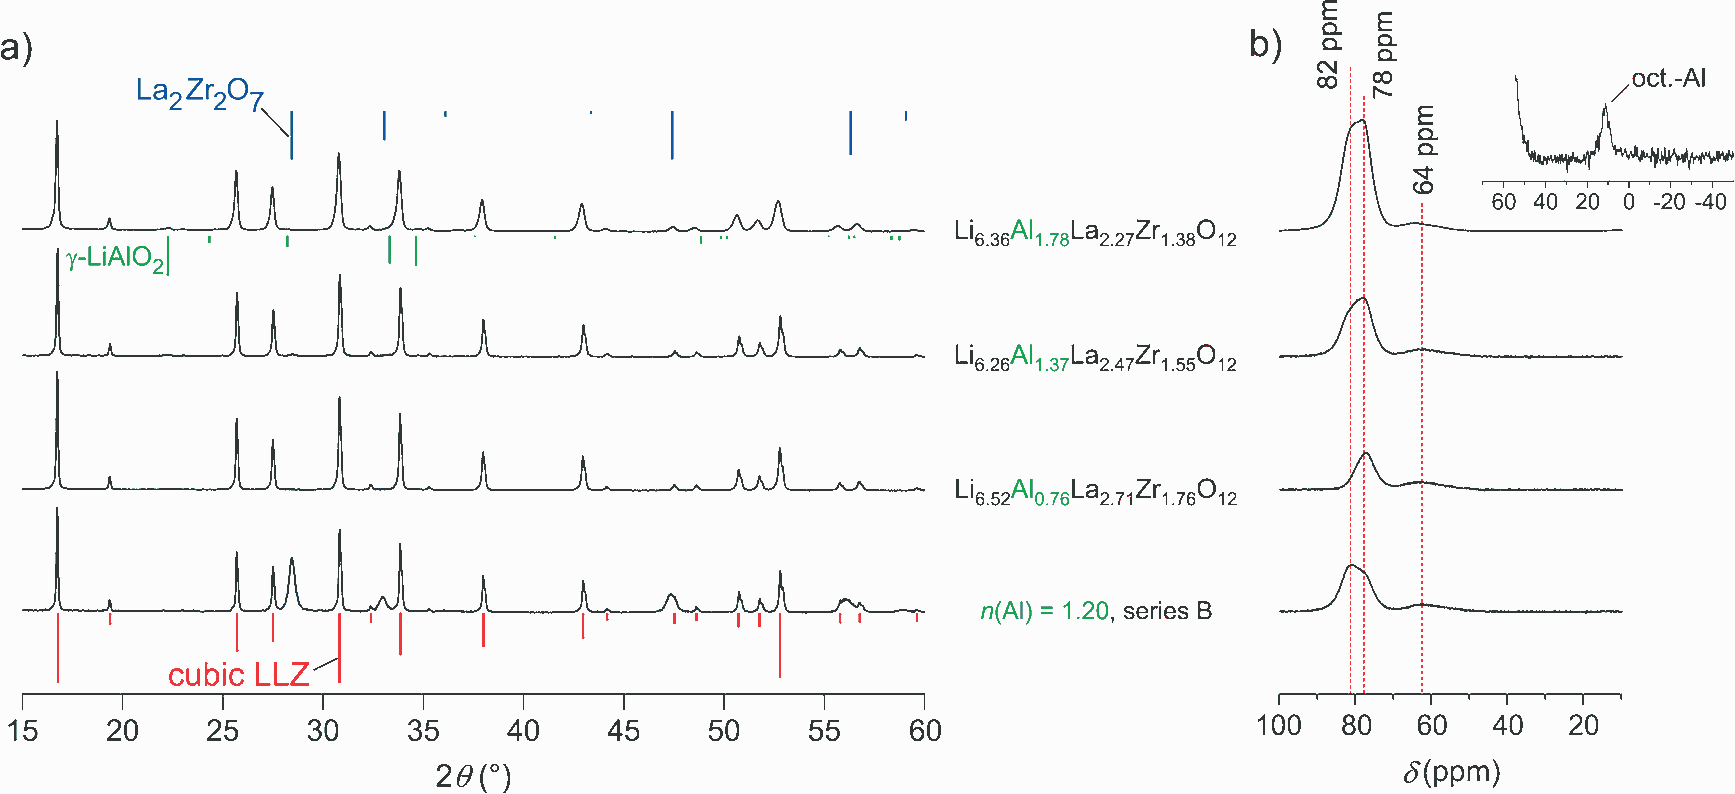 a)
La2Zr2O7
γ-LiAlO2
cubic LLZ
15 20 25 30 35 40 45 50 55 60
2θ (°)
Li6.36Al1.78La2.27Zr1.38O12
Li6.26Al1.37La2.47Zr1.55O12
Li6.52Al0.76La2.71Zr1.76O12
n(Al) = 1.20, series B
b)
82 ppm
78 ppm
64 ppm
oct.-Al
60 40 20 0 -20 -40
100 80 60 40 20
δ (ppm)